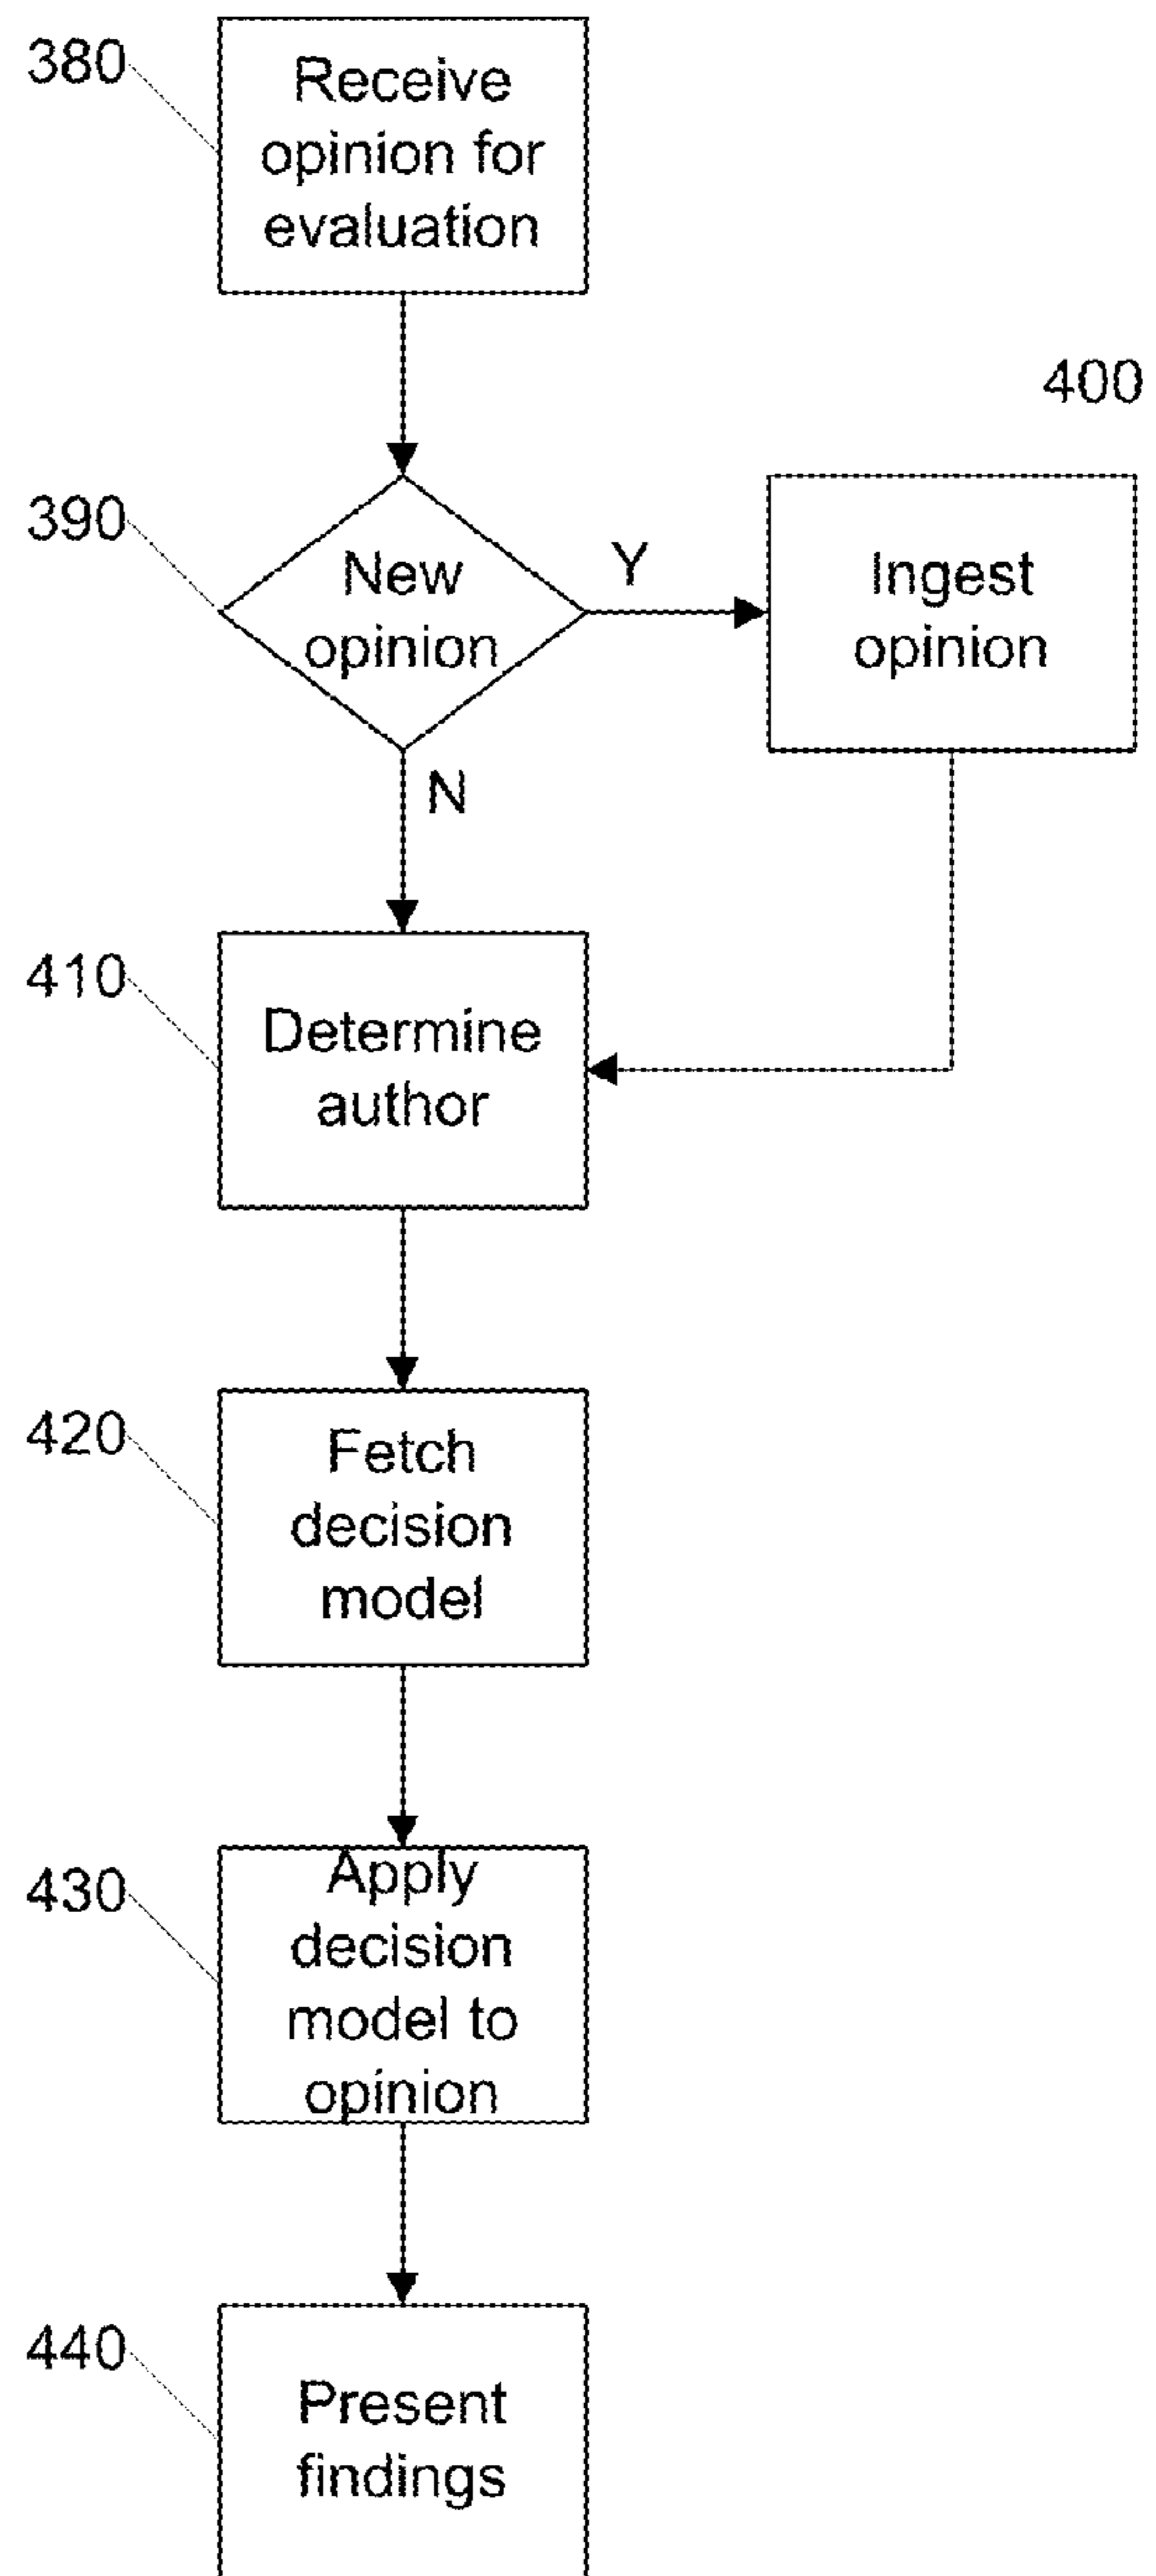 380
Receive
opinion for
evaluation
400
390
New
opinion
Y
Ingest
opinion
N
410
Determine
author
420
Fetch
decision
model
430
Apply
decision
model to
opinion
440
Present
findings